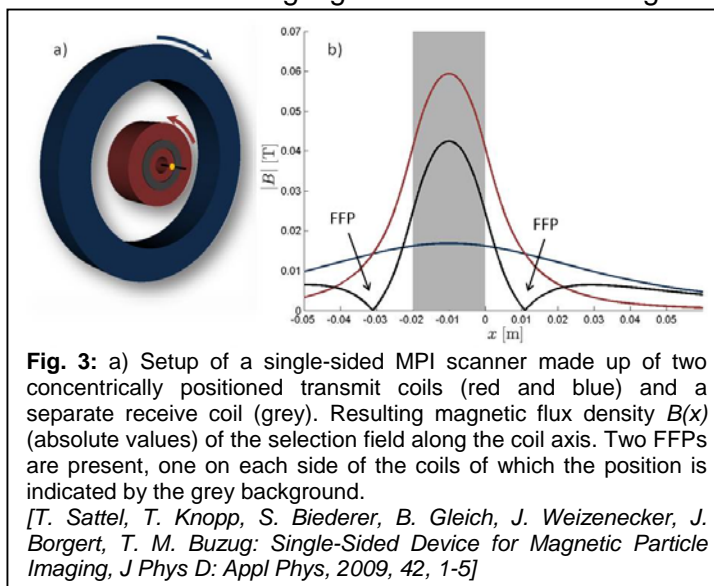 a)
b)
0.07
0.06
0.05
0.04
0.03
0.02
0.01
0
|B| [T]
FFP
FFP
-0.05 -0.04 -0.03 -0.02 -0.01 0 0.01 0.02 0.03 0.04 0.05
x [m]
Fig. 3: a) Setup of a single-sided MPI scanner made up of two
concentrically positioned transmit coils (red and blue) and a
separate receive coil (grey). Resulting magnetic flux density B(x)
(absolute values) of the selection field along the coil axis. Two FFPs
are present, one on each side of the coils of which the position is
indicated by the grey background.
[T. Sattel, T. Knopp, S. Biederer, B. Gleich, J. Weizenecker, J.
Borgert, T. M. Buzug: Single-Sided Device for Magnetic Particle
Imaging, J Phys D: Appl Phys, 2009, 42, 1-5]